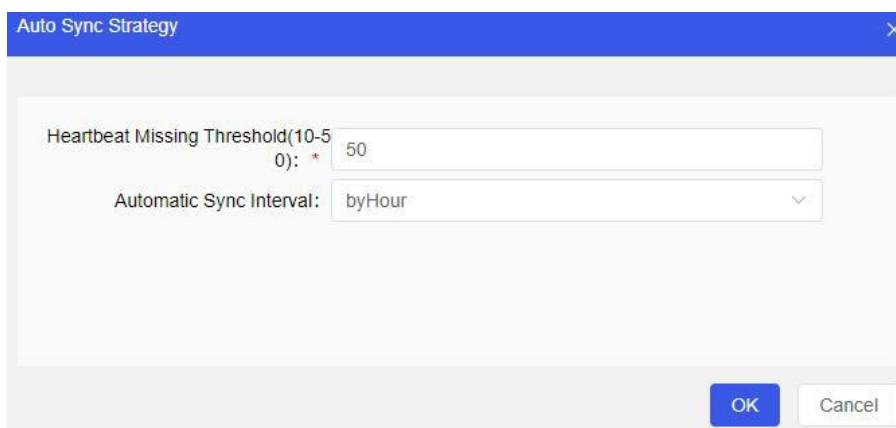 Auto Sync Strategy
Heartbeat Missing Threshold(10-5
0): *
50
Automatic Sync Interval:
byHour
OK
Cancel